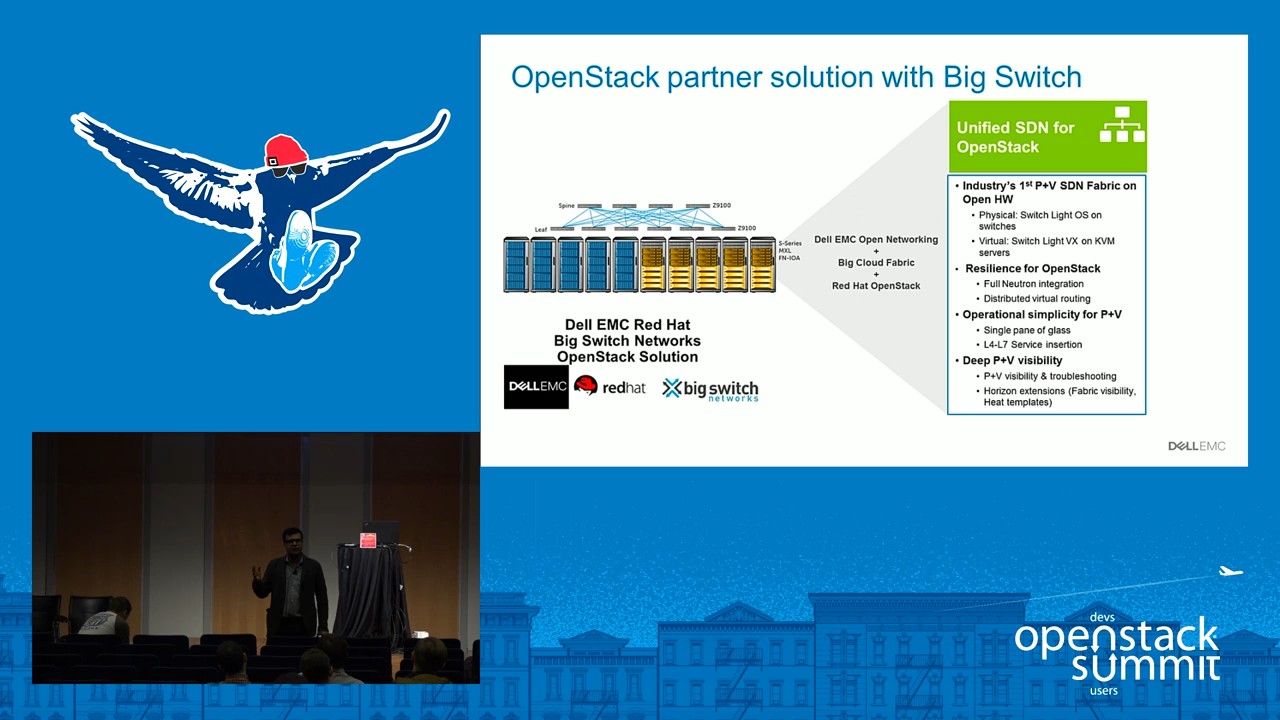 OpenStack partner solution with Big Switch
Unified SDN for
OpenStack
Spine
Z9100
Leaf
Z9100
S-Series
MXL
FN-IOA
Dell EMC Open Networking
+
Big Cloud Fabric
+
Red Hat OpenStack
• Industry's 1st P+V SDN Fabric on
Open HW
• Physical: Switch Light OS on
switches
• Virtual: Switch Light VX on KVM
servers
• Resilience for OpenStack
• Full Neutron integration
• Distributed virtual routing
• Operational simplicity for P+V
• Single pane of glass
• L4-L7 Service insertion
• Deep P+V visibility
• P+V visibility & troubleshooting
• Horizon extensions (Fabric visibility,
Heat templates)
Dell EMC Red Hat
Big Switch Networks
OpenStack Solution
DELLEMC
redhat
big switch
networks
DELLEMC
devs
openstack
summit
users